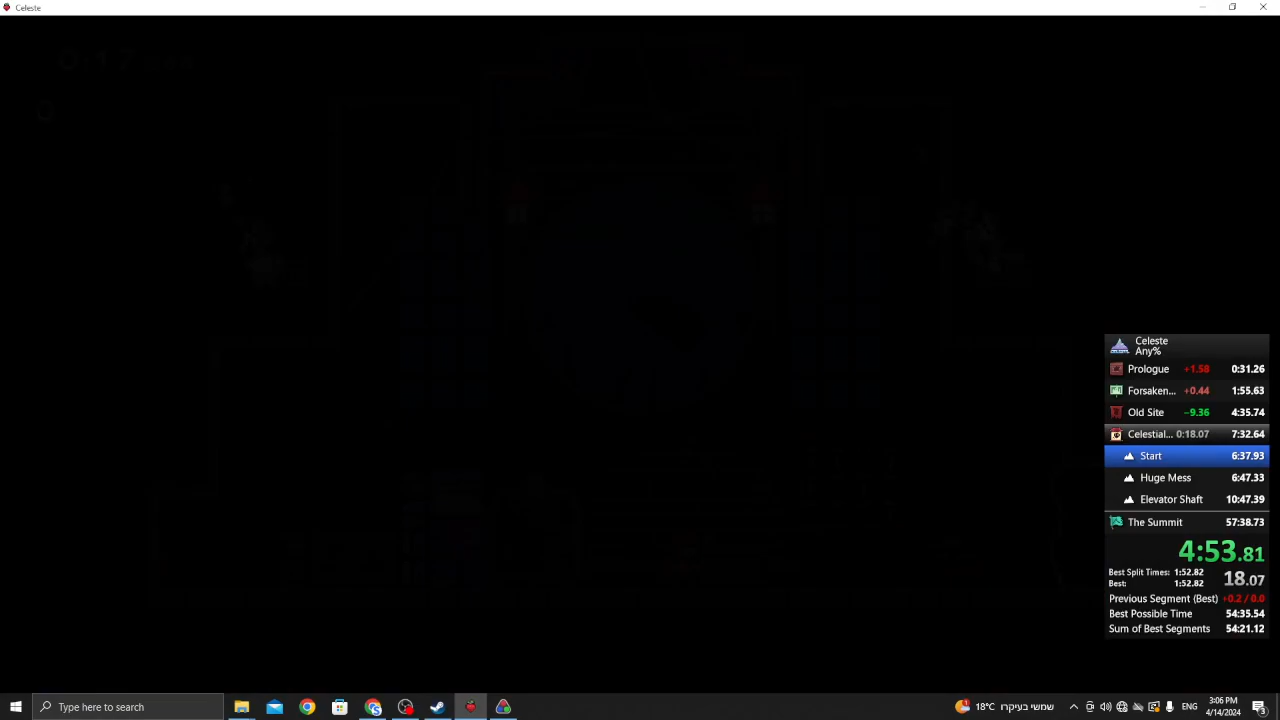 Celeste
Celeste
Any%
Prologue +1.58 0:31.26
Forsaken... +0.44 1:55.63
Old Site −9.36 4:35.74
Celestial... 0:18.07 7:32.64
Start 6:37.93
Huge Mess 6:47.33
Elevator Shaft 10:47.39
The Summit 57:38.73
4:53.81
Best Split Times: 1:52.82
Best: 1:52.82
18.07
Previous Segment (Best) +0.2 / 0.0
Best Possible Time 54:35.54
Sum of Best Segments 54:21.12
Type here to search
18°C שמשי בעיקרו
ENG
3:06 PM
4/14/2024
3